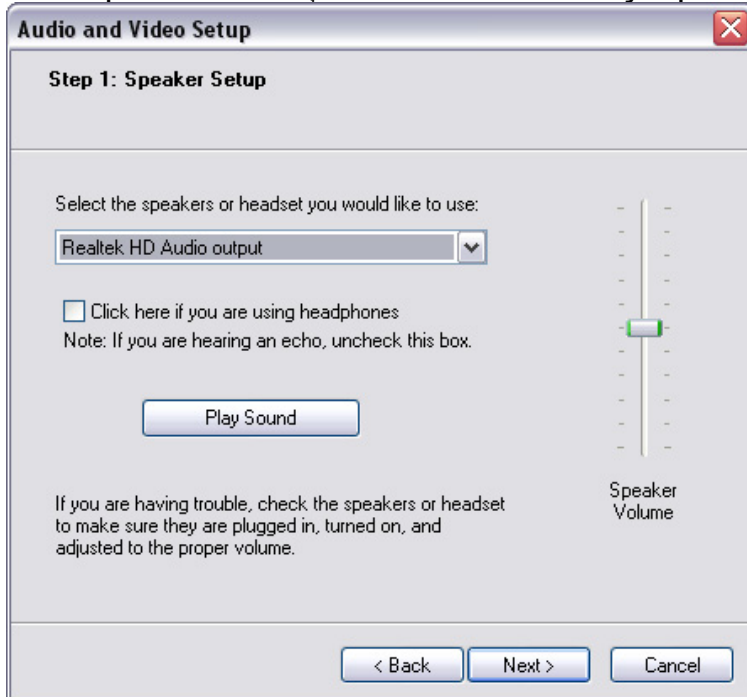 Audio and Video Setup
Step 1: Speaker Setup
Select the speakers or headset you would like to use:
Realtek HD Audio output
Click here if you are using headphones
Note: If you are hearing an echo, uncheck this box.
Play Sound
If you are having trouble, check the speakers or headset
to make sure they are plugged in, turned on, and
adjusted to the proper volume.
Speaker
Volume
< Back
Next >
Cancel